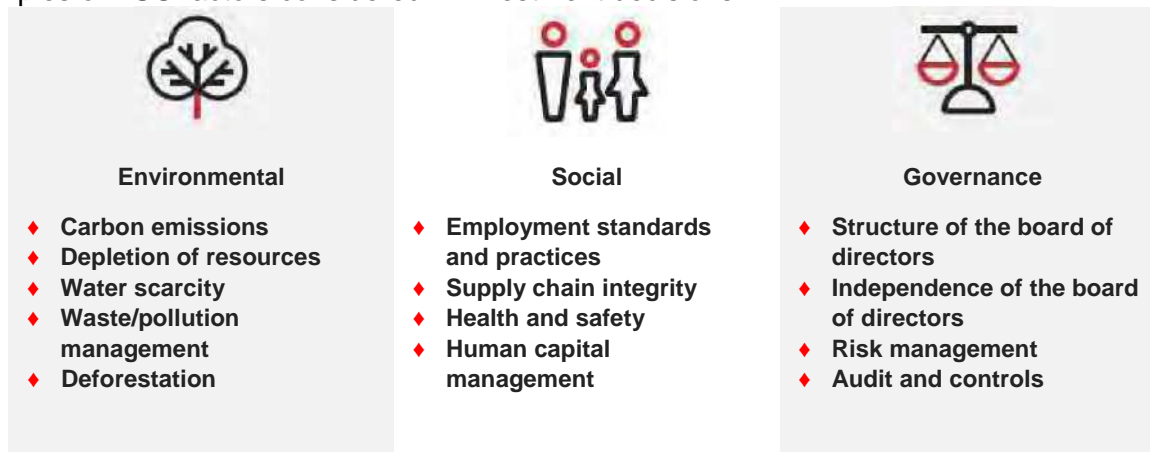 Environmental
♦ Carbon emissions
♦ Depletion of resources
♦ Water scarcity
♦ Waste/pollution
management
♦ Deforestation
Social
♦ Employment standards
and practices
♦ Supply chain integrity
♦ Health and safety
♦ Human capital
management
Governance
♦ Structure of the board of
directors
♦ Independence of the board
of directors
♦ Risk management
♦ Audit and controls